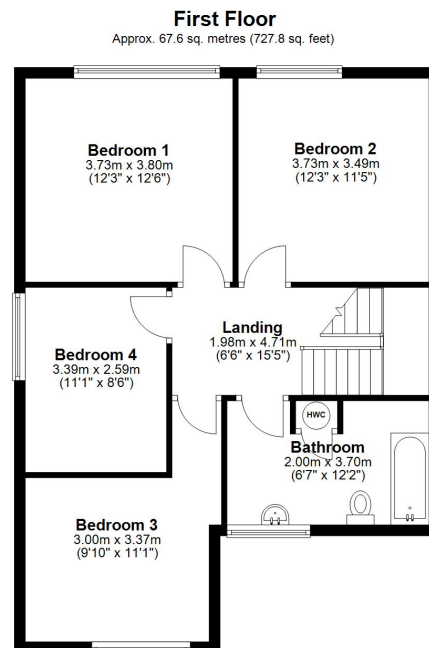 First Floor
Approx. 67.6 sq. metres (727.8 sq. feet)
Bedroom 1
3.73m x 3.80m
(12'3" x 12'6")
Bedroom 2
3.73m x 3.49m
(12'3" x 11'5")
Landing
1.98m x 4.71m
(6'6" x 15'5")
Bedroom 4
3.39m x 2.59m
(11'1" x 8'6")
HWC
Bathroom
2.00m x 3.70m
(6'7" x 12'2")
Bedroom 3
3.00m x 3.37m
(9'10" x 11'1")